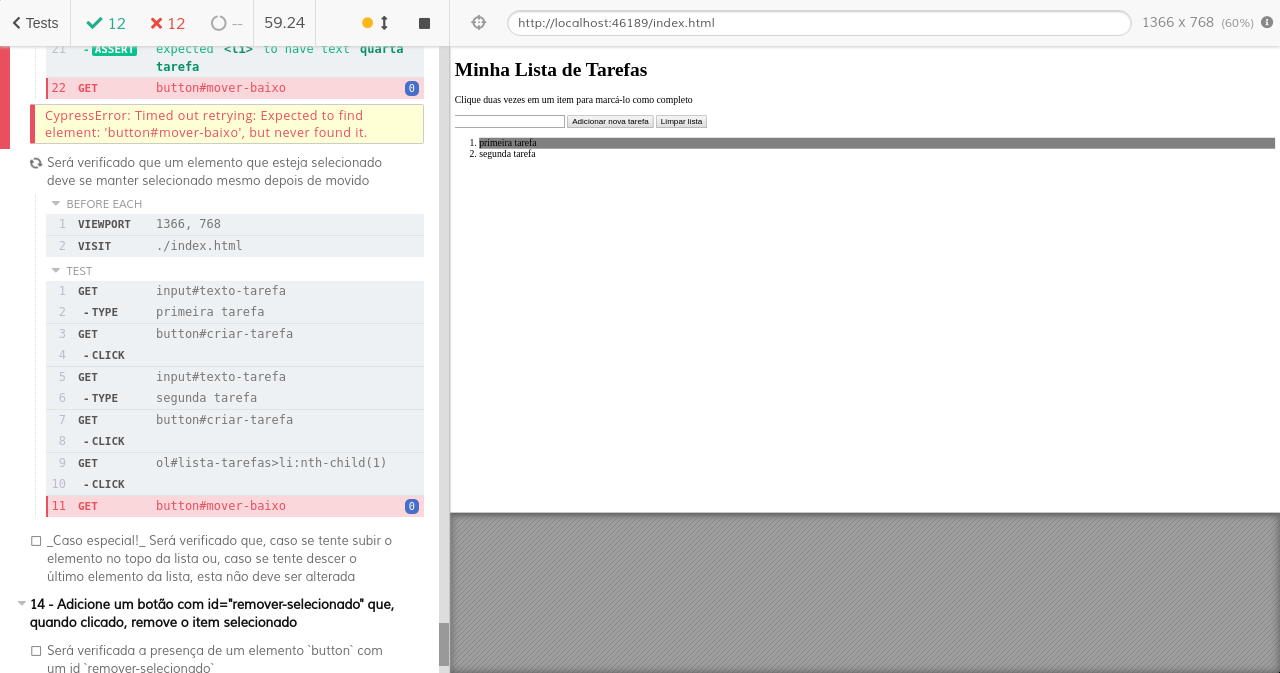 Tests 12 12 -- 59.24
http://localhost:46189/index.html 1366 x 768 (60%)
21 -ASSERT expected <li> to have text quarta
tarefa
22 GET button#mover-baixo 0
CypressError: Timed out retrying: Expected to find
element: 'button#mover-baixo', but never found it.
Será verificado que um elemento que esteja selecionado
deve se manter selecionado mesmo depois de movido
BEFORE EACH
1 VIEWPORT 1366, 768
2 VISIT ./index.html
TEST
1 GET input#texto-tarefa
2 -TYPE primeira tarefa
3 GET button#criar-tarefa
4 -CLICK
5 GET input#texto-tarefa
6 -TYPE segunda tarefa
7 GET button#criar-tarefa
8 -CLICK
9 GET ol#lista-tarefas>li:nth-child(1)
10 -CLICK
11 GET button#mover-baixo 0
_Caso especial!_ Será verificado que, caso se tente subir o
elemento no topo da lista ou, caso se tente descer o
último elemento da lista, esta não deve ser alterada
14 - Adicione um botão com id="remover-selecionado" que,
quando clicado, remove o item selecionado
Será verificada a presença de um elemento `button` com
um id `remover-selecionado`
Minha Lista de Tarefas
Clique duas vezes em um item para marcá-lo como completo
Adicionar nova tarefa Limpar lista
1. primeira tarefa
2. segunda tarefa